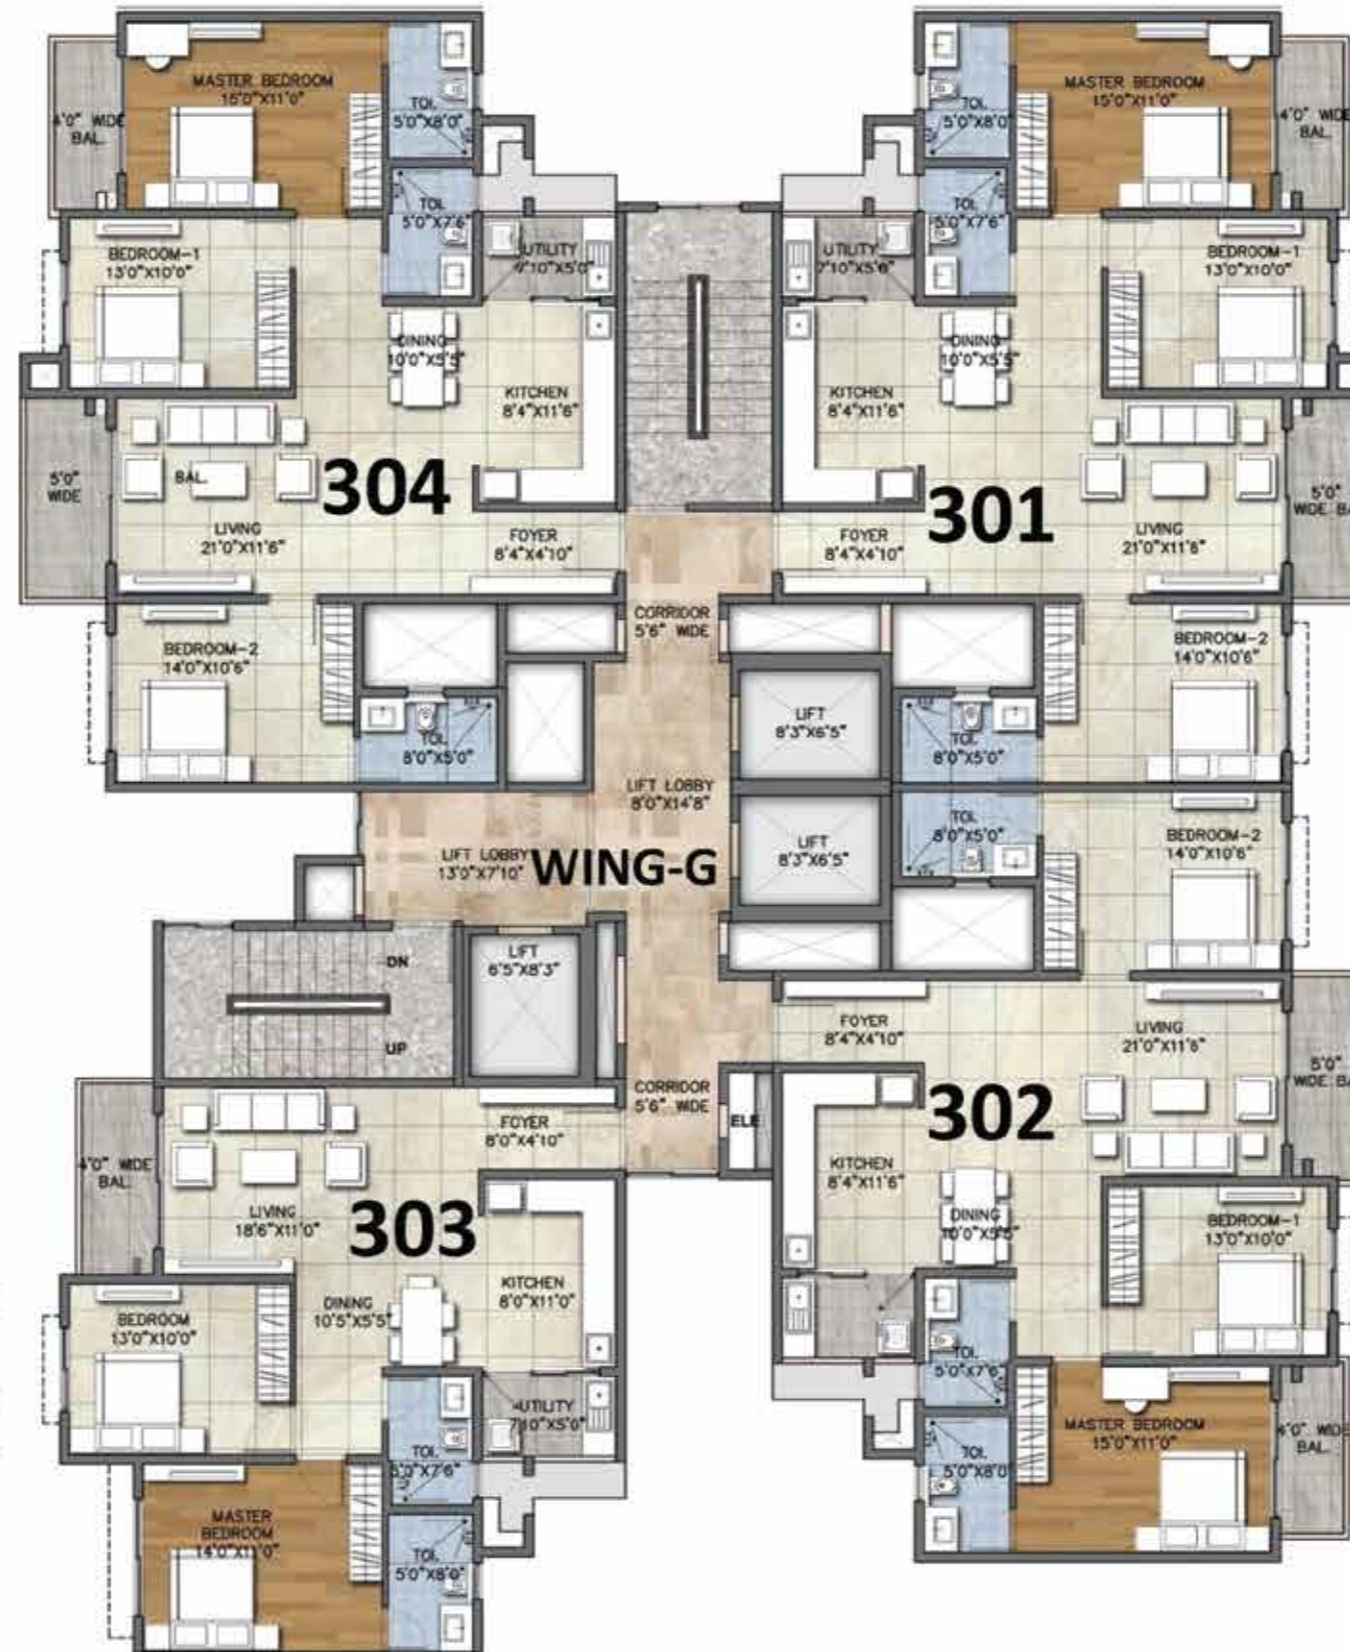 MASTER BEDROOM
15'0"X11'0"
TOI.
5'0"X8'0"
4'0" WIDE
BAL.
TOI.
5'0"X7'6"
UTILITY
BEDROOM-1
13'0"X10'0"
DINING
10'0"X5'5"
KITCHEN
8'4"X11'6"
5'0"
WIDE
BAL.
304
LIVING
21'0"X11'6"
FOYER
8'4"X4'10"
BEDROOM-2
14'0"X10'6"
TOI.
8'0"X5'0"
MASTER BEDROOM
15'0"X11'0"
TOI.
5'0"X8'0"
4'0" WIDE
BAL.
TOI.
5'0"X7'6"
UTILITY
BEDROOM-1
13'0"X10'0"
DINING
10'0"X5'5"
KITCHEN
8'4"X11'6"
301
5'0"
WIDE
LIVING
21'0"X11'6"
FOYER
8'4"X4'10"
BEDROOM-2
14'0"X10'6"
TOI.
8'0"X5'0"
CORRIDOR
5'6" WIDE
LIFT
8'3"X6'5"
LIFT LOBBY
8'0"X14'8"
LIFT LOBBY
13'0"X7'10"
WING-G
LIFT
8'3"X6'5"
LIFT
6'5"X8'3"
DN
UP
CORRIDOR
5'6" WIDE
ELE
TOI.
8'0"X5'0"
BEDROOM-2
14'0"X10'6"
FOYER
8'4"X4'10"
LIVING
21'0"X11'6"
5'0"
WIDE
302
KITCHEN
8'4"X11'6"
DINING
10'0"X5'5"
BEDROOM-1
13'0"X10'0"
TOI.
5'0"X7'6"
MASTER BEDROOM
15'0"X11'0"
4'0" WIDE
BAL.
TOI.
5'0"X8'0"
FOYER
8'0"X4'10"
4'0" WIDE
BAL.
LIVING
18'6"X11'0"
303
KITCHEN
8'0"X11'0"
DINING
10'5"X5'5"
BEDROOM
13'0"X10'0"
UTILITY
7'10"X5'0"
TOI.
5'0"X7'6"
MASTER
BEDROOM
14'0"X11'0"
TOI.
5'0"X8'0"